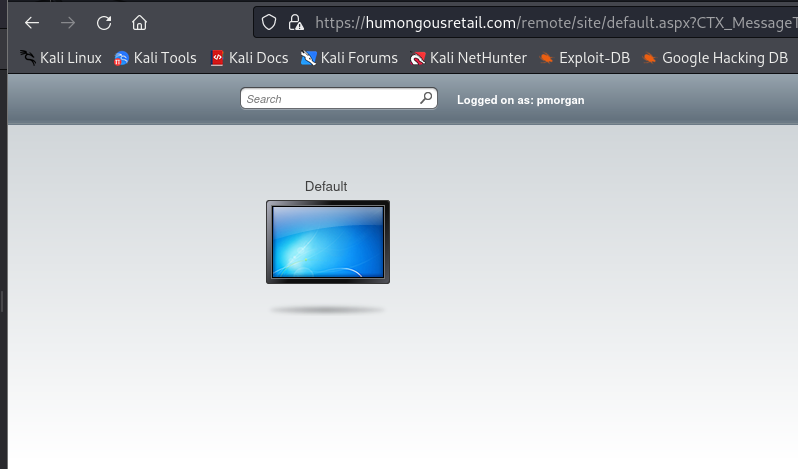 https://humongousretail.com/remote/site/default.aspx?CTX_MessageT
Kali Linux Kali Tools Kali Docs Kali Forums Kali NetHunter Exploit-DB Google Hacking DB
Search Logged on as: pmorgan
Default